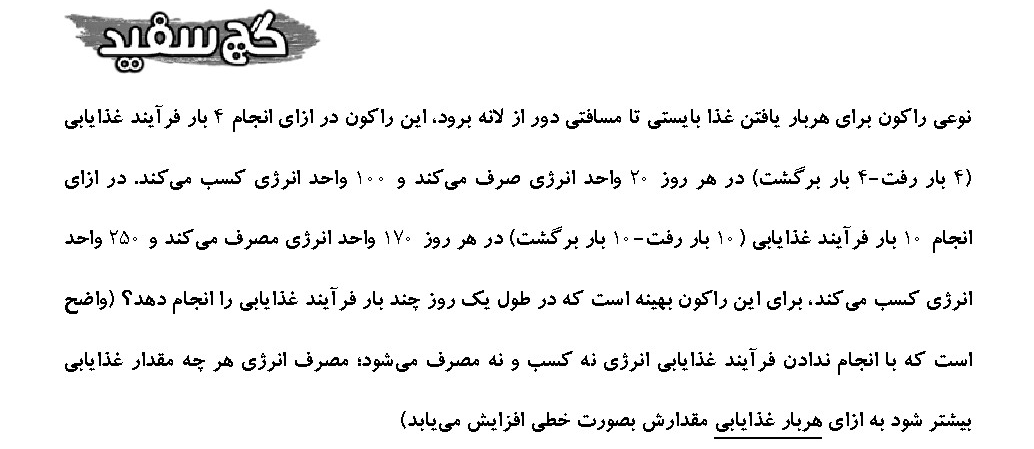 گچ سفید
نوعی راکون برای هربار یافتن غذا بایستی تا مسافتی دور از لانه برود، این راکون در ازای انجام ۴ بار فرآیند غذایابی
(۴ بار رفت-۴ بار برگشت) در هر روز ۲۰ واحد انرژی صرف می‌کند و ۱۰۰ واحد انرژی کسب می‌کند. در ازای
انجام ۱۰ بار فرآیند غذایابی (۱۰ بار رفت-۱۰ بار برگشت) در هر روز ۱۷۰ واحد انرژی مصرف می‌کند و ۲۵۰ واحد
انرژی کسب می‌کند، برای این راکون بهینه است که در طول یک روز چند بار فرآیند غذایابی را انجام دهد؟ (واضح
است که با انجام ندادن فرآیند غذایابی انرژی نه کسب و نه مصرف می‌شود؛ مصرف انرژی هر چه مقدار غذایابی
بیشتر شود به ازای هربار غذایابی مقدارش بصورت خطی افزایش می‌یابد)